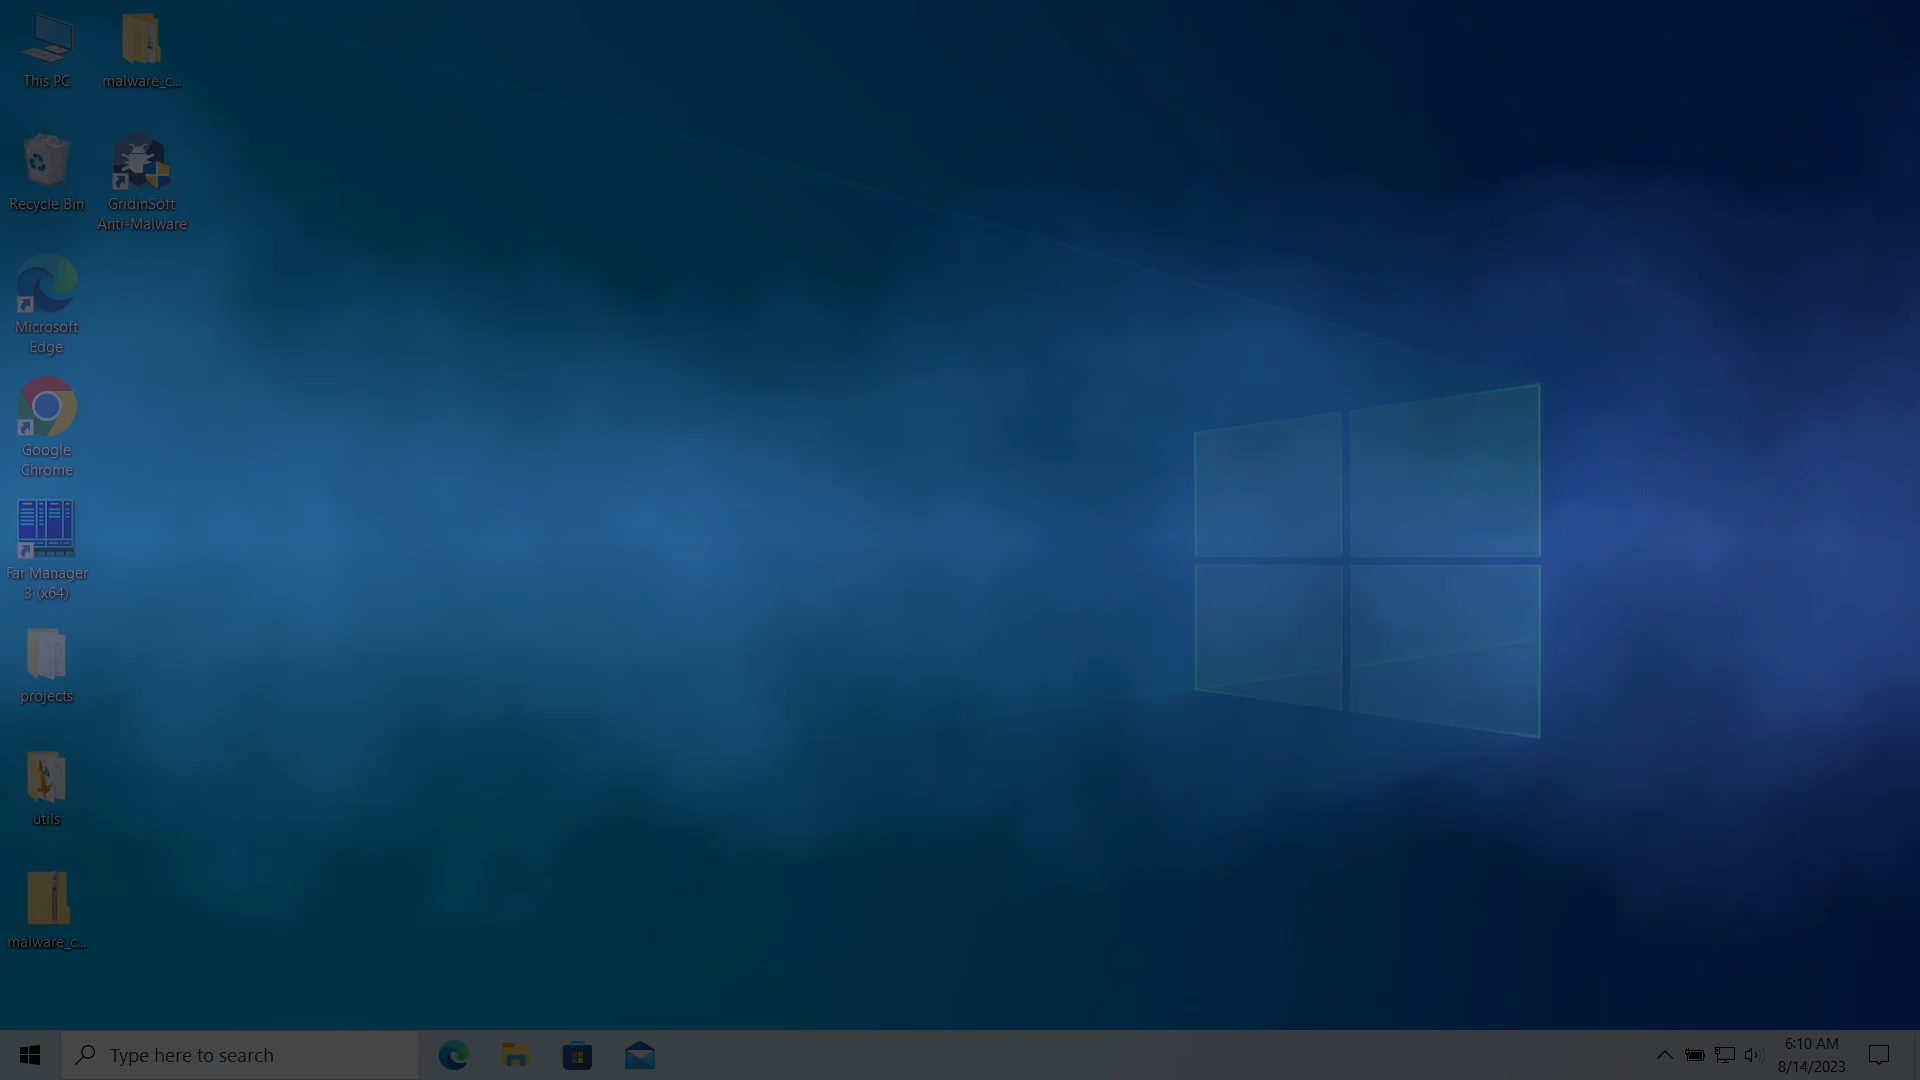 This PC
malware_c...
Recycle Bin
GridinSoft
Anti-Malware
Microsoft
Edge
Google
Chrome
Far Manager
3 (x64)
projects
utils
malware_c...
Type here to search
6:10 AM
8/14/2023